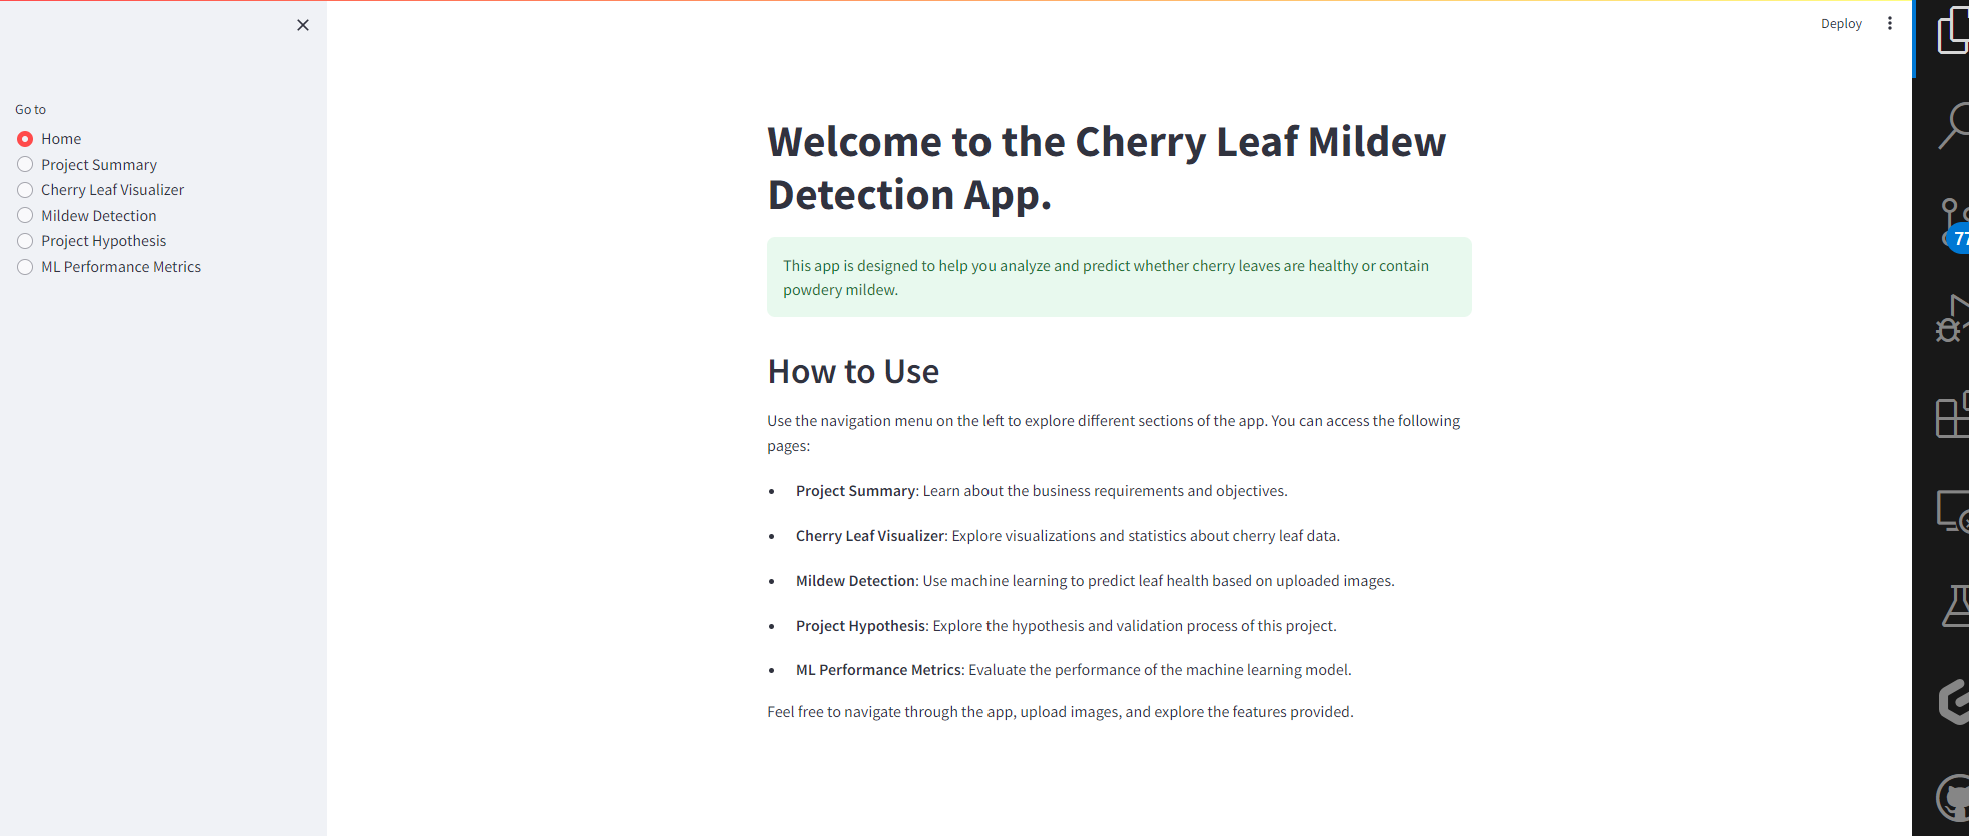 Deploy
Go to
Home
Project Summary
Cherry Leaf Visualizer
Mildew Detection
Project Hypothesis
ML Performance Metrics
Welcome to the Cherry Leaf Mildew
Detection App.
This app is designed to help you analyze and predict whether cherry leaves are healthy or contain
powdery mildew.
How to Use
Use the navigation menu on the left to explore different sections of the app. You can access the following
pages:
• Project Summary: Learn about the business requirements and objectives.
• Cherry Leaf Visualizer: Explore visualizations and statistics about cherry leaf data.
• Mildew Detection: Use machine learning to predict leaf health based on uploaded images.
• Project Hypothesis: Explore the hypothesis and validation process of this project.
• ML Performance Metrics: Evaluate the performance of the machine learning model.
Feel free to navigate through the app, upload images, and explore the features provided.